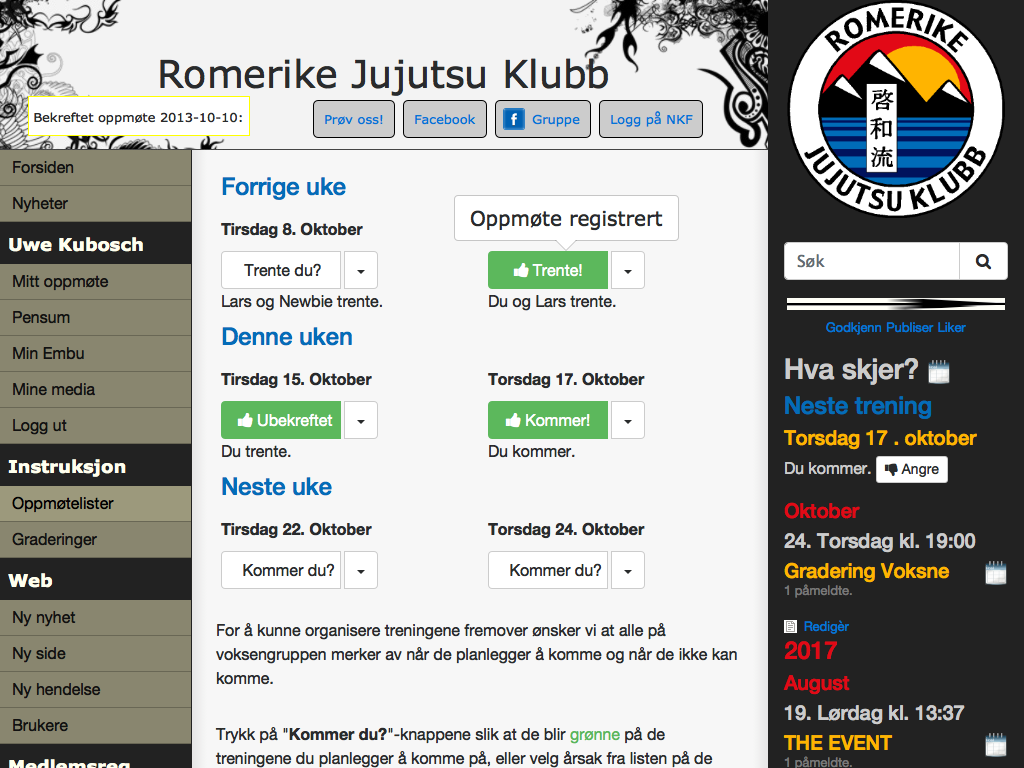 Romerike Jujutsu Klubb
Bekreftet oppmøte 2013-10-10:
Prøv oss!
Facebook
Gruppe
Logg på NKF
Forsiden
Nyheter
Uwe Kubosch
Mitt oppmøte
Pensum
Min Embu
Mine media
Logg ut
Instruksjon
Oppmøtelister
Graderinger
Web
Ny nyhet
Ny side
Ny hendelse
Brukere
Medlemsreg
Forrige uke
Tirsdag 8. Oktober
Oppmøte registrert
Trente du?
Trente!
Lars og Newbie trente.
Du og Lars trente.
Denne uken
Tirsdag 15. Oktober
Torsdag 17. Oktober
Ubekreftet
Kommer!
Du trente.
Du kommer.
Neste uke
Tirsdag 22. Oktober
Torsdag 24. Oktober
Kommer du?
Kommer du?
For å kunne organisere treningene fremover ønsker vi at alle på
voksengruppen merker av når de planlegger å komme og når de ikke kan
komme.
Trykk på "Kommer du?"-knappene slik at de blir grønne på de
treningene du planlegger å komme på, eller velg årsak fra listen på de
ROMERIKE
啓和流
JUJUTSU KLUBB
Søk
Godkjenn Publiser Liker
Hva skjer?
Neste trening
Torsdag 17 . oktober
Du kommer.
Angre
Oktober
24. Torsdag kl. 19:00
Gradering Voksne
1 påmeldte.
Redigèr
2017
August
19. Lørdag kl. 13:37
THE EVENT
1 påmeldte.